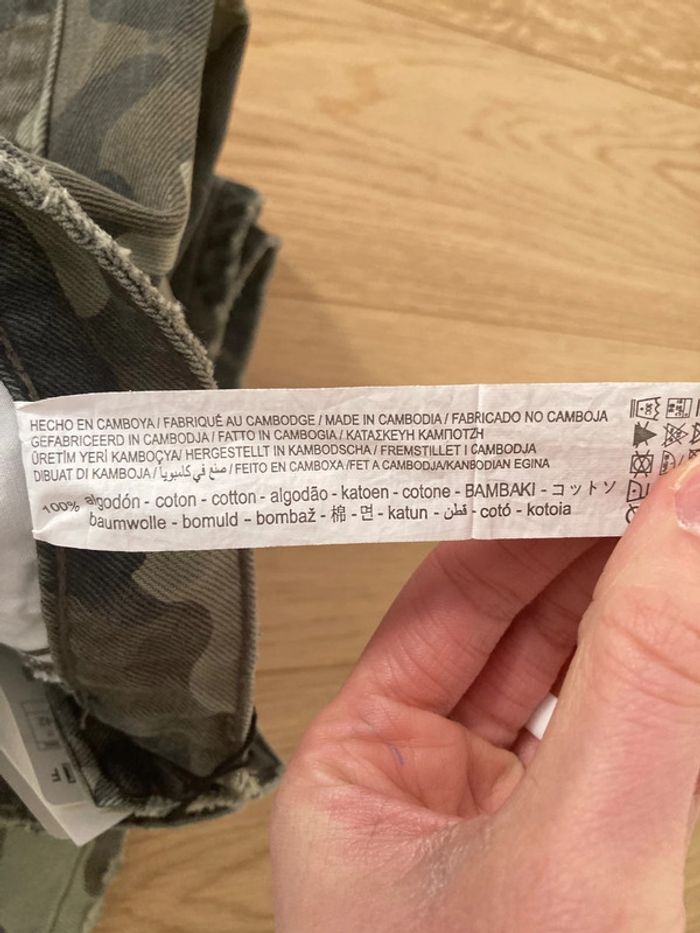 HECHO EN CAMBOYA / FABRIQUÉ AU CAMBODGE / MADE IN CAMBODIA / FABRICADO NO CAMBOJA
GEFABRICEERD IN CAMBODJA / FATTO IN CAMBOGIA / ΚΑΤΑΣΚΕΥΗ ΚΑΜΠΟΤΖΗ
ÜRETİM YERİ KAMBOÇYA/ HERGESTELLT IN KAMBODSCHA / FREMSTILLET I CAMBODJA
DIBUAT DI KAMBOJA / صنع في كامبوديا / FEITO EN CAMBOXA /FET A CAMBODJA/KANBODIAN EGINA
100% algodón - coton - cotton - algodão - katoen - cotone - BAMBAKI - コットン
baumwolle - bomuld - bombaž - 棉 - 면 - katun - قطن - cotó - kotoia